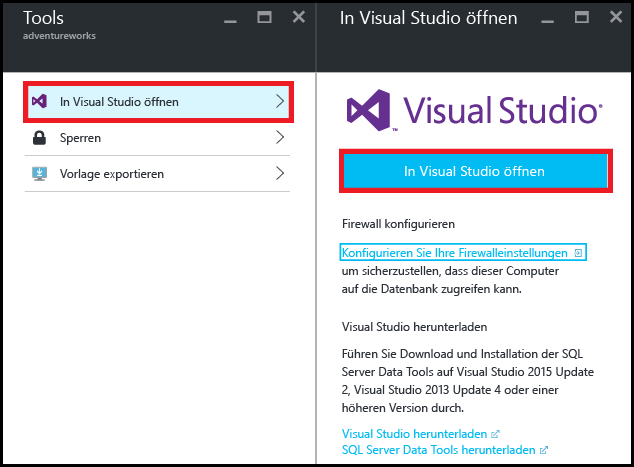 Tools
adventureworks
In Visual Studio öffnen
Sperren
Vorlage exportieren
In Visual Studio öffnen
Visual Studio
In Visual Studio öffnen
Firewall konfigurieren
Konfigurieren Sie Ihre Firewalleinstellungen
um sicherzustellen, dass dieser Computer
auf die Datenbank zugreifen kann.
Visual Studio herunterladen
Führen Sie Download und Installation der SQL
Server Data Tools auf Visual Studio 2015 Update
2, Visual Studio 2013 Update 4 oder einer
höheren Version durch.
Visual Studio herunterladen
SQL Server Data Tools herunterladen